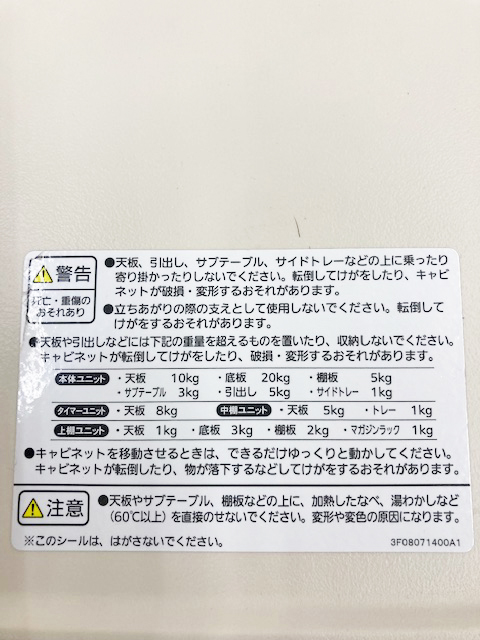 警告
死亡・重傷の
おそれあり
●天板、引出し、サブテーブル、サイドトレーなどの上に乗ったり
寄り掛かったりしないでください。転倒してけがをしたり、キャビ
ネットが破損・変形するおそれがあります。
●立ちあがりの際の支えとして使用しないでください。転倒して
けがをするおそれがあります。
●天板や引出しなどには下記の重量を超えるものを置いたり、収納しないでください。
キャビネットが転倒してけがをしたり、破損・変形するおそれがあります。
本体ユニット ・天板 10kg ・底板 20kg ・棚板 5kg
・サブテーブル 3kg ・引出し 5kg ・サイドトレー 1kg
タイマーユニット ・天板 8kg 中棚ユニット ・天板 5kg ・トレー 1kg
上棚ユニット ・天板 1kg ・底板 3kg ・棚板 2kg ・マガジンラック 1kg
●キャビネットを移動させるときは、できるだけゆっくりと動かしてください。
キャビネットが転倒したり、物が落下するなどしてけがをするおそれがあります。
注意
●天板やサブテーブル、棚板などの上に、加熱したなべ、湯わかしなど
(60℃以上)を直接のせないでください。変形や変色の原因になります。
※このシールは、はがさないでください。
3F08071400A1